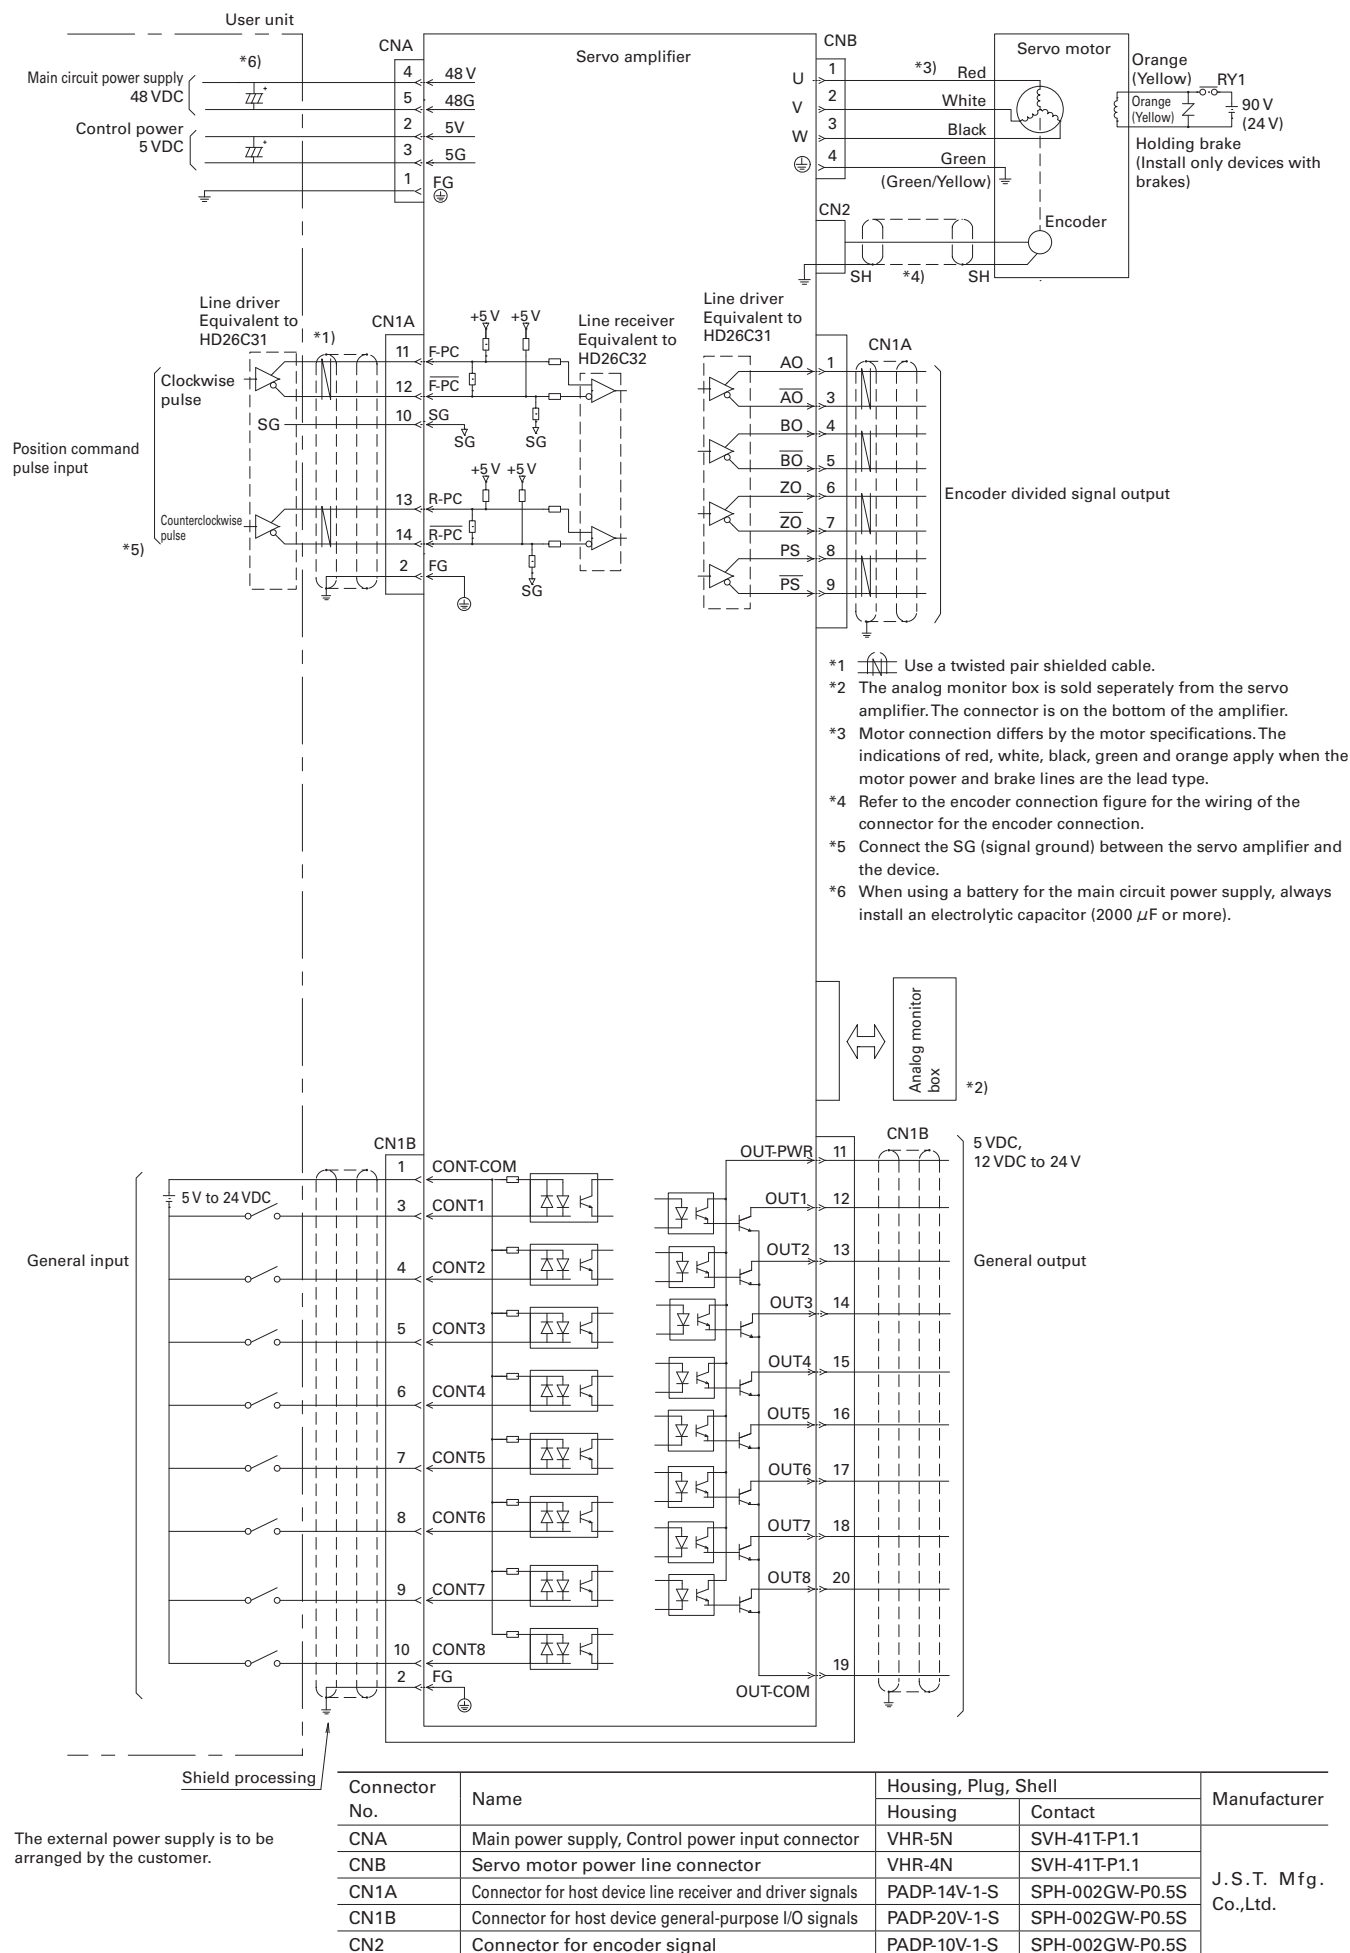 User unit
*6)
Main circuit power supply
48 VDC
Control power
5 VDC
CNA
4
48 V
5
48G
2
5V
3
5G
1
FG
Servo amplifier
CNB
U
1
V
2
W
3
4
*3)
Red
White
Black
Green
(Green/Yellow)
Servo motor
Orange
(Yellow)
RY1
Orange
(Yellow)
90 V
(24 V)
Holding brake
(Install only devices with
brakes)
CN2
Encoder
SH
*4)
SH
Line driver
Equivalent to
HD26C31
*1)
CN1A
Clockwise
pulse
SG
Position command
pulse input
Counterclockwise
pulse
*5)
11
F-PC
12
F-PC
10
SG
13
R-PC
14
R-PC
2
FG
+5 V
+5 V
SG
SG
+5 V
+5 V
SG
Line receiver
Equivalent to
HD26C32
Line driver
Equivalent to
HD26C31
CN1A
AO
1
AO
3
BO
4
BO
5
ZO
6
ZO
7
PS
8
PS
9
Encoder divided signal output
*1 Use a twisted pair shielded cable.
*2 The analog monitor box is sold seperately from the servo
amplifier. The connector is on the bottom of the amplifier.
*3 Motor connection differs by the motor specifications. The
indications of red, white, black, green and orange apply when the
motor power and brake lines are the lead type.
*4 Refer to the encoder connection figure for the wiring of the
connector for the encoder connection.
*5 Connect the SG (signal ground) between the servo amplifier and
the device.
*6 When using a battery for the main circuit power supply, always
install an electrolytic capacitor (2000 μF or more).
Analog monitor
box
*2)
CN1B
General input
5 V to 24 VDC
1
CONT-COM
3
CONT1
4
CONT2
5
CONT3
6
CONT4
7
CONT5
8
CONT6
9
CONT7
10
CONT8
2
FG
CN1B
OUT-PWR
11
OUT1
12
OUT2
13
OUT3
14
OUT4
15
OUT5
16
OUT6
17
OUT7
18
OUT8
20
19
OUT-COM
5 VDC,
12 VDC to 24 V
General output
Shield processing
The external power supply is to be
arranged by the customer.
Connector
No.
Name
Housing, Plug, Shell
Housing
Contact
Manufacturer
CNA
Main power supply, Control power input connector
VHR-5N
SVH-41T-P1.1
CNB
Servo motor power line connector
VHR-4N
SVH-41T-P1.1
CN1A
Connector for host device line receiver and driver signals
PADP-14V-1-S
SPH-002GW-P0.5S
CN1B
Connector for host device general-purpose I/O signals
PADP-20V-1-S
SPH-002GW-P0.5S
CN2
Connector for encoder signal
PADP-10V-1-S
SPH-002GW-P0.5S
J.S.T. Mfg.
Co.,Ltd.